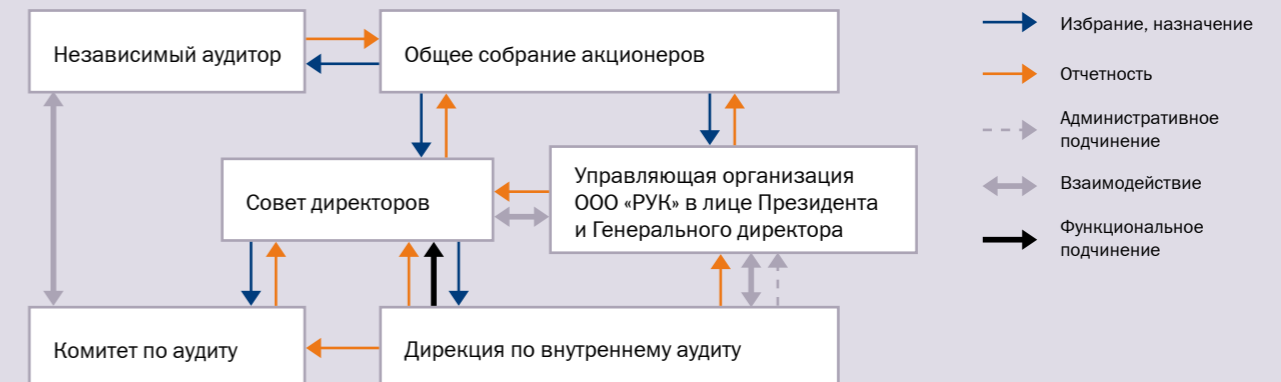 Независимый аудитор
Общее собрание акционеров
Совет директоров
Управляющая организация
ООО «РУК» в лице Президента
и Генерального директора
Комитет по аудиту
Дирекция по внутреннему аудиту
Избрание, назначение
Отчетность
Административное
подчинение
Взаимодействие
Функциональное
подчинение